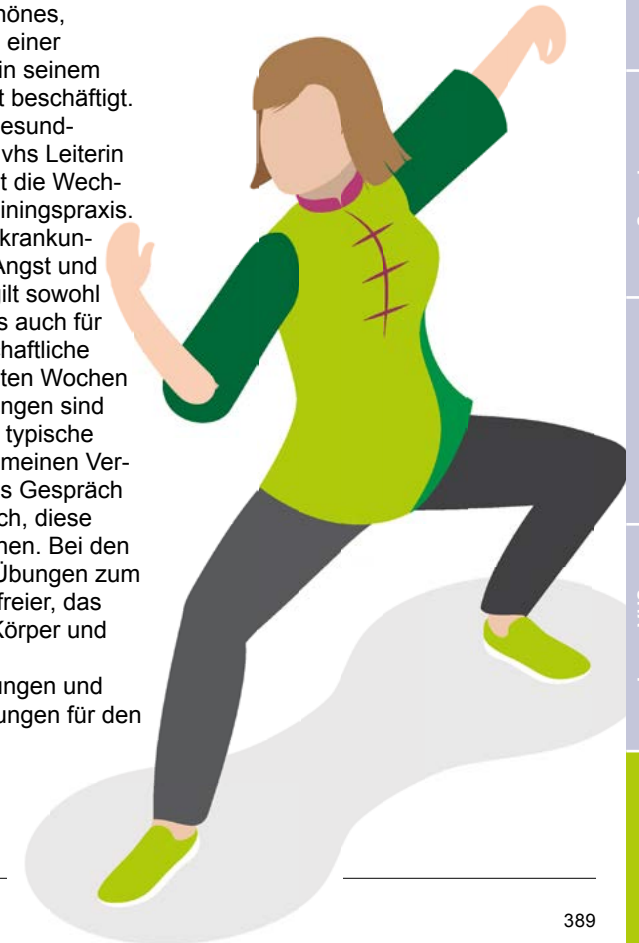 hönes,
einer
in seinem
t beschäftigt.
esund-
vhs Leiterin
t die Wech-
iningspraxis.
krankun-
Angst und
gilt sowohl
s auch für
chaftliche
ten Wochen
ngen sind
typische
meinen Ver-
s Gespräch
ch, diese
hen. Bei den
Übungen zum
freier, das
Körper und
ungen und
ungen für den
389